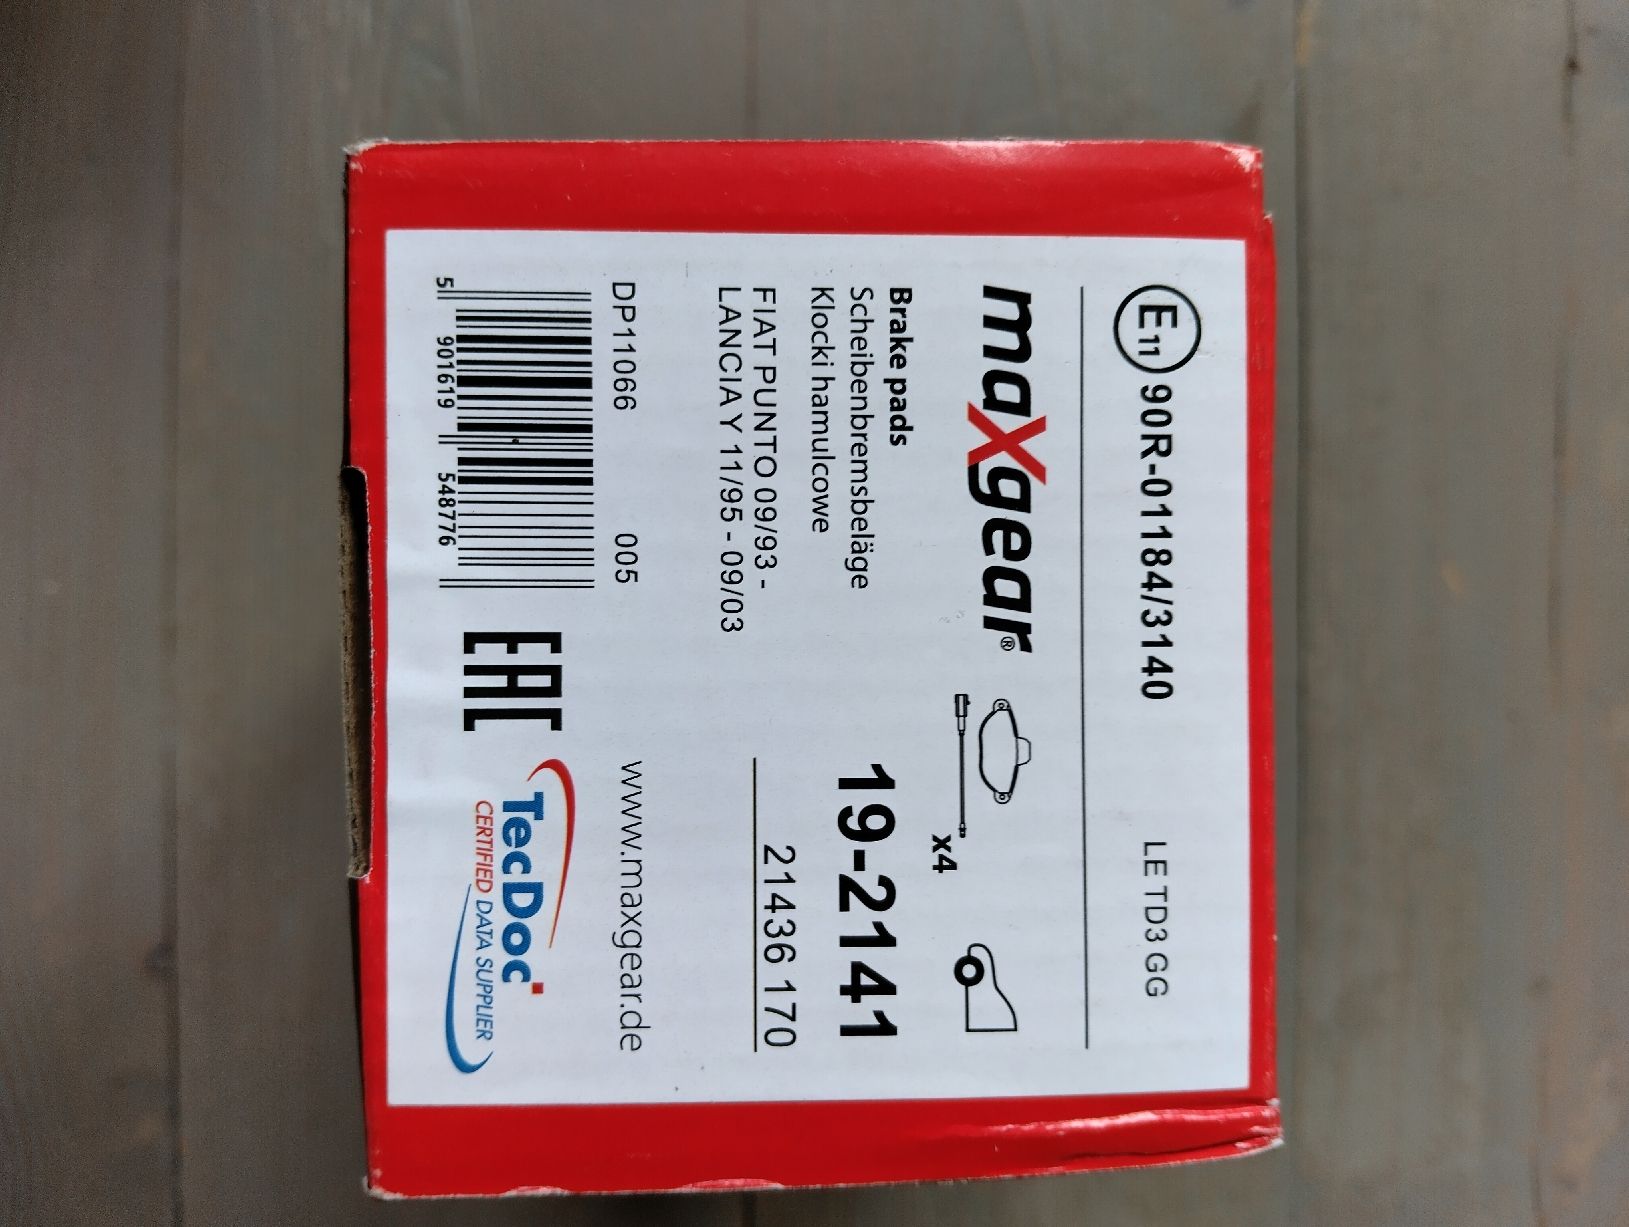 E11 90R-01184/3140 LE TD3 GG
maXgear®
x4
Brake pads
Scheibenbremsbeläge
Klocki hamulcowe
19-2141
FIAT PUNTO 09/93 -
LANCIA Y 11/95 - 09/03
21436 170
DP11066 005
www.maxgear.de
5 901619 548776
EAC
TecDoc
CERTIFIED DATA SUPPLIER